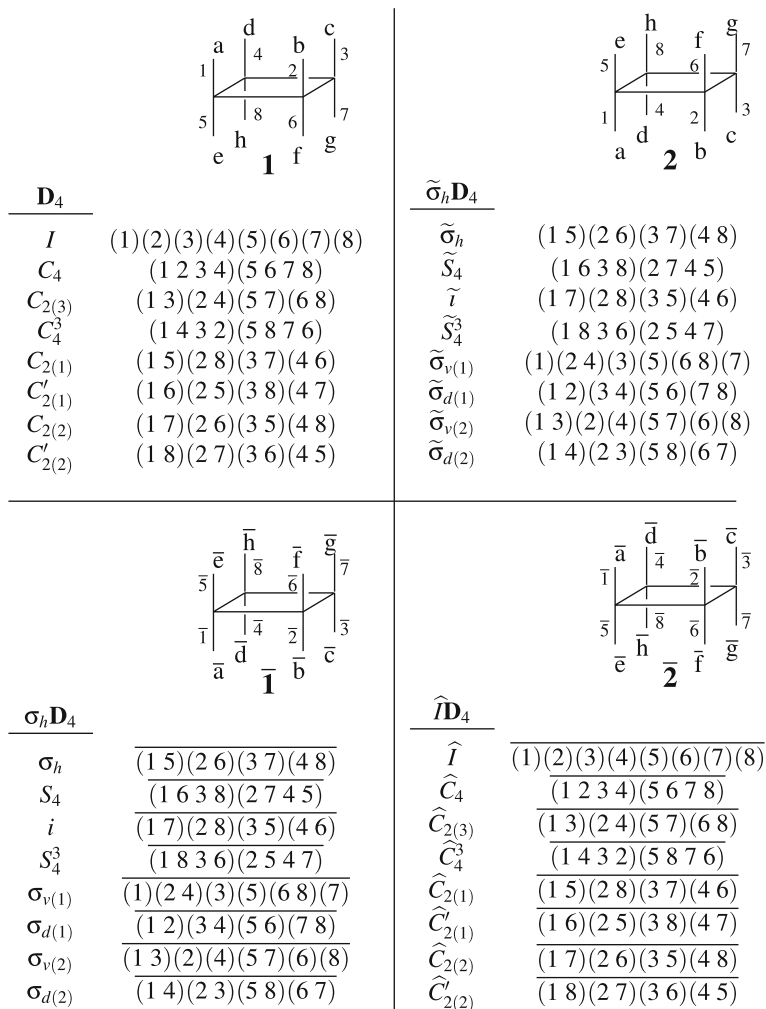 d c
a 4 b 3
1 2
5 8 6 7
e h f g
1
D₄
I (1)(2)(3)(4)(5)(6)(7)(8)
C₄ (1 2 3 4)(5 6 7 8)
C₂₍₃₎ (1 3)(2 4)(5 7)(6 8)
C₄³ (1 4 3 2)(5 8 7 6)
C₂₍₁₎ (1 5)(2 8)(3 7)(4 6)
C′₂₍₁₎ (1 6)(2 5)(3 8)(4 7)
C₂₍₂₎ (1 7)(2 6)(3 5)(4 8)
C′₂₍₂₎ (1 8)(2 7)(3 6)(4 5)
h g
e 8 f 7
5 6
1 4 2 3
a d b c
2
σ̃ₕD₄
σ̃ₕ (1 5)(2 6)(3 7)(4 8)
S̃₄ (1 6 3 8)(2 7 4 5)
ĩ (1 7)(2 8)(3 5)(4 6)
S̃₄³ (1 8 3 6)(2 5 4 7)
σ̃ᵥ₍₁₎ (1)(2 4)(3)(5)(6 8)(7)
σ̃d₍₁₎ (1 2)(3 4)(5 6)(7 8)
σ̃ᵥ₍₂₎ (1 3)(2)(4)(5 7)(6)(8)
σ̃d₍₂₎ (1 4)(2 3)(5 8)(6 7)
h̅ g̅
e̅ 8̅ f̅ 7̅
5̅ 6̅
1̅ 4̅ 2̅ 3̅
a̅ d̅ b̅ c̅
1̅
σₕD₄
σₕ (̅1̅ ̅5̅)̅(̅2̅ ̅6̅)̅(̅3̅ ̅7̅)̅(̅4̅ ̅8̅)̅
S₄ (̅1̅ ̅6̅ ̅3̅ ̅8̅)̅(̅2̅ ̅7̅ ̅4̅ ̅5̅)̅
i (̅1̅ ̅7̅)̅(̅2̅ ̅8̅)̅(̅3̅ ̅5̅)̅(̅4̅ ̅6̅)̅
S₄³ (̅1̅ ̅8̅ ̅3̅ ̅6̅)̅(̅2̅ ̅5̅ ̅4̅ ̅7̅)̅
σᵥ₍₁₎ (̅1̅)̅(̅2̅ ̅4̅)̅(̅3̅)̅(̅5̅)̅(̅6̅ ̅8̅)̅(̅7̅)̅
σd₍₁₎ (̅1̅ ̅2̅)̅(̅3̅ ̅4̅)̅(̅5̅ ̅6̅)̅(̅7̅ ̅8̅)̅
σᵥ₍₂₎ (̅1̅ ̅3̅)̅(̅2̅)̅(̅4̅)̅(̅5̅ ̅7̅)̅(̅6̅)̅(̅8̅)̅
σd₍₂₎ (̅1̅ ̅4̅)̅(̅2̅ ̅3̅)̅(̅5̅ ̅8̅)̅(̅6̅ ̅7̅)̅
d̅ c̅
a̅ 4̅ b̅ 3̅
1̅ 2̅
5̅ 8̅ 6̅ 7̅
e̅ h̅ f̅ g̅
2̅
ÎD₄
Î (̅1̅)̅(̅2̅)̅(̅3̅)̅(̅4̅)̅(̅5̅)̅(̅6̅)̅(̅7̅)̅(̅8̅)̅
Ĉ₄ (̅1̅ ̅2̅ ̅3̅ ̅4̅)̅(̅5̅ ̅6̅ ̅7̅ ̅8̅)̅
Ĉ₂₍₃₎ (̅1̅ ̅3̅)̅(̅2̅ ̅4̅)̅(̅5̅ ̅7̅)̅(̅6̅ ̅8̅)̅
Ĉ₄³ (̅1̅ ̅4̅ ̅3̅ ̅2̅)̅(̅5̅ ̅8̅ ̅7̅ ̅6̅)̅
Ĉ₂₍₁₎ (̅1̅ ̅5̅)̅(̅2̅ ̅8̅)̅(̅3̅ ̅7̅)̅(̅4̅ ̅6̅)̅
Ĉ′₂₍₁₎ (̅1̅ ̅6̅)̅(̅2̅ ̅5̅)̅(̅3̅ ̅8̅)̅(̅4̅ ̅7̅)̅
Ĉ₂₍₂₎ (̅1̅ ̅7̅)̅(̅2̅ ̅6̅)̅(̅3̅ ̅5̅)̅(̅4̅ ̅8̅)̅
Ĉ′₂₍₂₎ (̅1̅ ̅8̅)̅(̅2̅ ̅7̅)̅(̅3̅ ̅6̅)̅(̅4̅ ̅5̅)̅